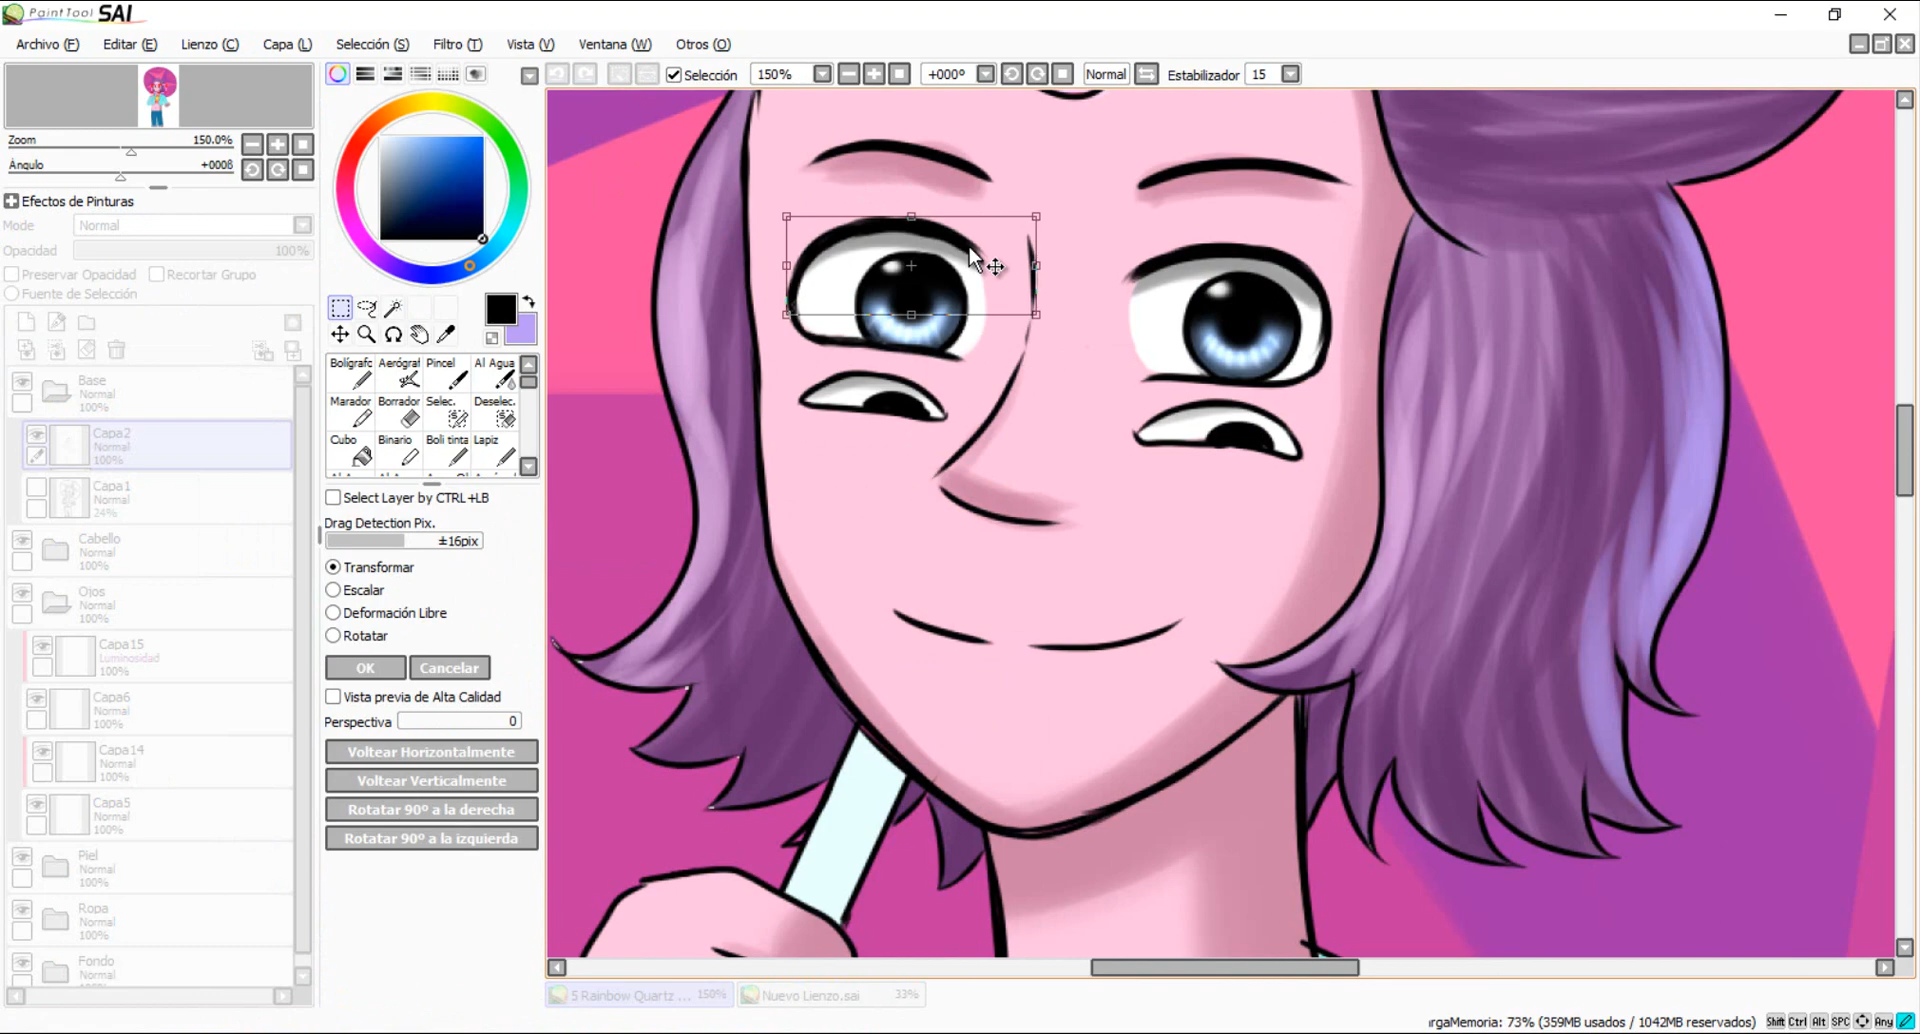 PaintTool SAI
Archivo (F) Editar (E) Lienzo (C) Capa (L) Selección (S) Filtro (T) Vista (V) Ventana (W) Otros (O)
Selección 150% +000º Normal Estabilizador 15
Zoom 150.0%
Ángulo +000ß
Efectos de Pinturas
Mode Normal
Opacidad 100%
Preservar Opacidad Recortar Grupo
Fuente de Selección
Base
Normal
100%
Capa2
Normal
100%
Capa1
Normal
24%
Cabello
Normal
100%
Ojos
Normal
100%
Capa15
Luminosidad
100%
Capa6
Normal
100%
Capa14
Normal
100%
Capa5
Normal
100%
Piel
Normal
100%
Ropa
Normal
100%
Fondo
Normal
Bolígrafc Aerógraf Pincel Al Agua
Marador Borrador Selec. Deselec.
Cubo Binario Boli tinta Lapiz
Select Layer by CTRL+LB
Drag Detection Pix.
±16pix
Transformar
Escalar
Deformación Libre
Rotatar
OK Cancelar
Vista previa de Alta Calidad
Perspectiva 0
Voltear Horizontalmente
Voltear Verticalmente
Rotatar 90º a la derecha
Rotatar 90º a la izquierda
5 Rainbow Quartz ... 150% Nuevo Lienzo.sai 33%
ırgaMemoria: 73% (359MB usados / 1042MB reservados) Shift Ctrl Alt SPC Any